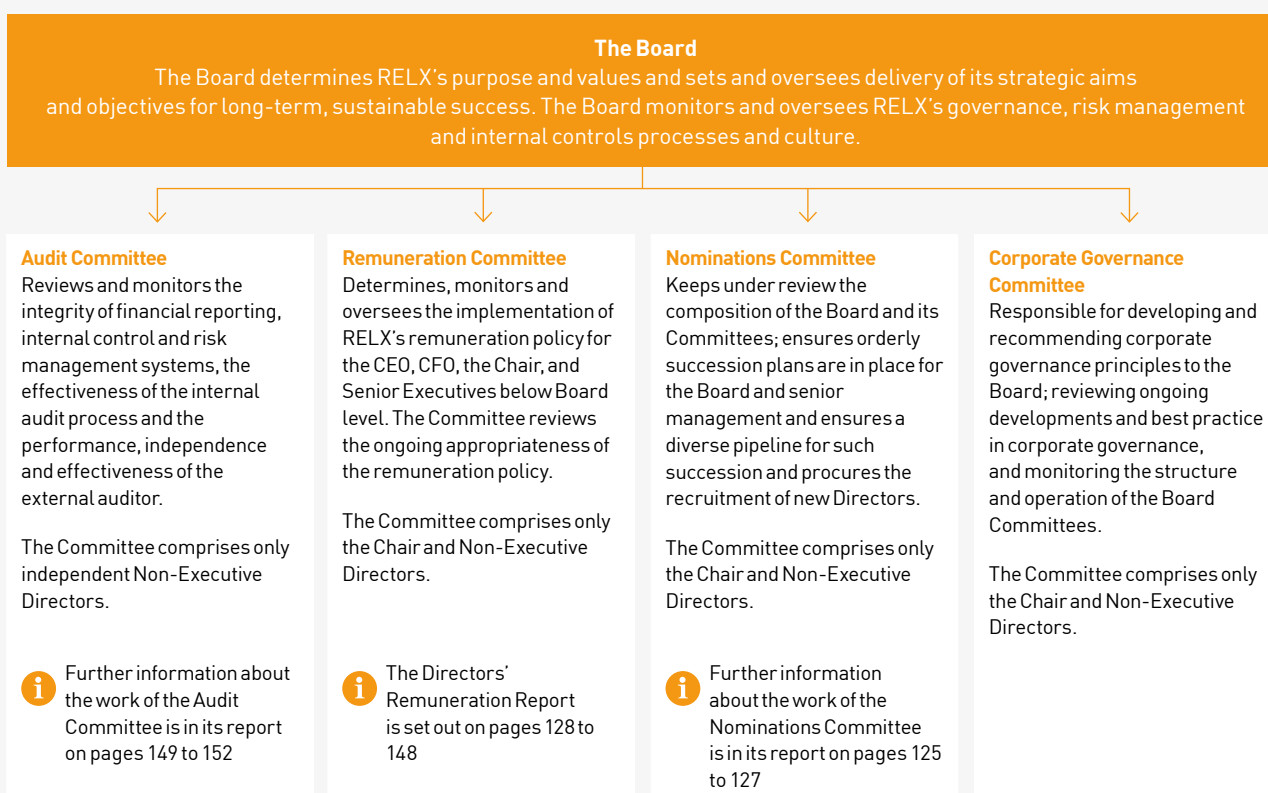 The Board
The Board determines RELX's purpose and values and sets and oversees delivery of its strategic aims
and objectives for long-term, sustainable success. The Board monitors and oversees RELX's governance, risk management
and internal controls processes and culture.
Audit Committee
Reviews and monitors the
integrity of financial reporting,
internal control and risk
management systems, the
effectiveness of the internal
audit process and the
performance, independence
and effectiveness of the
external auditor.
The Committee comprises only
independent Non-Executive
Directors.
Further information about
the work of the Audit
Committee is in its report
on pages 149 to 152
Remuneration Committee
Determines, monitors and
oversees the implementation of
RELX's remuneration policy for
the CEO, CFO, the Chair, and
Senior Executives below Board
level. The Committee reviews
the ongoing appropriateness of
the remuneration policy.
The Committee comprises only
the Chair and Non-Executive
Directors.
The Directors'
Remuneration Report
is set out on pages 128 to
148
Nominations Committee
Keeps under review the
composition of the Board and its
Committees; ensures orderly
succession plans are in place for
the Board and senior
management and ensures a
diverse pipeline for such
succession and procures the
recruitment of new Directors.
The Committee comprises only
the Chair and Non-Executive
Directors.
Further information
about the work of the
Nominations Committee
is in its report on pages 125
to 127
Corporate Governance
Committee
Responsible for developing and
recommending corporate
governance principles to the
Board; reviewing ongoing
developments and best practice
in corporate governance,
and monitoring the structure
and operation of the Board
Committees.
The Committee comprises only
the Chair and Non-Executive
Directors.